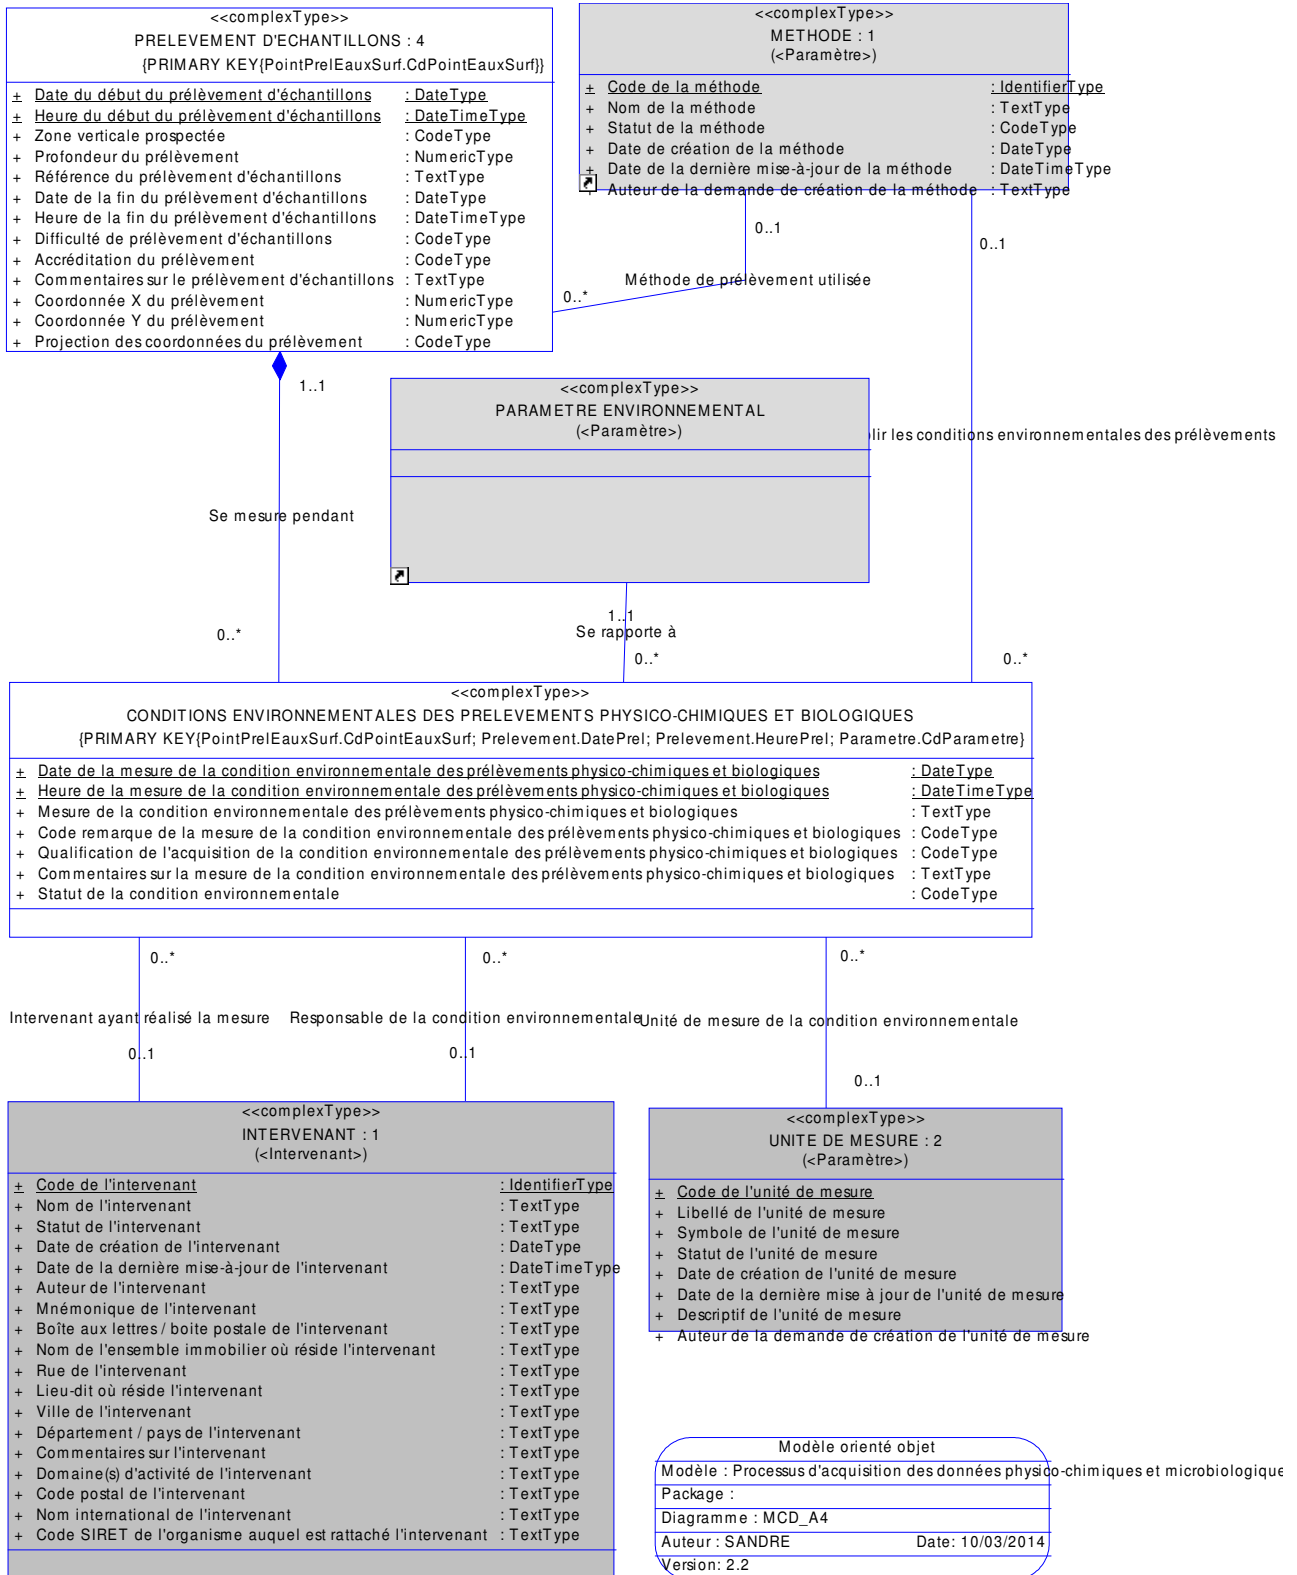 <<complexType>>
PRELEVEMENT D'ECHANTILLONS : 4
{PRIMARY KEY{PointPrelEauxSurf.CdPointEauxSurf}}
+ Date du début du prélèvement d'échantillons : DateType
+ Heure du début du prélèvement d'échantillons : DateTimeType
+ Zone verticale prospectée : CodeType
+ Profondeur du prélèvement : NumericType
+ Référence du prélèvement d'échantillons : TextType
+ Date de la fin du prélèvement d'échantillons : DateType
+ Heure de la fin du prélèvement d'échantillons : DateTimeType
+ Difficulté de prélèvement d'échantillons : CodeType
+ Accréditation du prélèvement : CodeType
+ Commentaires sur le prélèvement d'échantillons : TextType
+ Coordonnée X du prélèvement : NumericType
+ Coordonnée Y du prélèvement : NumericType
+ Projection des coordonnées du prélèvement : CodeType
<<complexType>>
METHODE : 1
(<Paramètre>)
+ Code de la méthode : IdentifierType
+ Nom de la méthode : TextType
+ Statut de la méthode : CodeType
+ Date de création de la méthode : DateType
+ Date de la dernière mise-à-jour de la méthode : DateTimeType
+ Auteur de la demande de création de la méthode : TextType
0..1
0..1
Méthode de prélèvement utilisée
0..*
1..1
<<complexType>>
PARAMETRE ENVIRONNEMENTAL
(<Paramètre>)
lir les conditions environnementales des prélèvements
Se mesure pendant
1..1
Se rapporte à
0..*
0..*
0..*
<<complexType>>
CONDITIONS ENVIRONNEMENTALES DES PRELEVEMENTS PHYSICO-CHIMIQUES ET BIOLOGIQUES
{PRIMARY KEY{PointPrelEauxSurf.CdPointEauxSurf; Prelevement.DatePrel; Prelevement.HeurePrel; Parametre.CdParametre}
+ Date de la mesure de la condition environnementale des prélèvements physico-chimiques et biologiques : DateType
+ Heure de la mesure de la condition environnementale des prélèvements physico-chimiques et biologiques : DateTimeType
+ Mesure de la condition environnementale des prélèvements physico-chimiques et biologiques : TextType
+ Code remarque de la mesure de la condition environnementale des prélèvements physico-chimiques et biologiques : CodeType
+ Qualification de l'acquisition de la condition environnementale des prélèvements physico-chimiques et biologiques : CodeType
+ Commentaires sur la mesure de la condition environnementale des prélèvements physico-chimiques et biologiques : TextType
+ Statut de la condition environnementale : CodeType
0..*
0..*
0..*
Intervenant ayant réalisé la mesure
Responsable de la condition environnementale
Unité de mesure de la condition environnementale
0..1
0..1
0..1
<<complexType>>
INTERVENANT : 1
(<Intervenant>)
+ Code de l'intervenant : IdentifierType
+ Nom de l'intervenant : TextType
+ Statut de l'intervenant : TextType
+ Date de création de l'intervenant : DateType
+ Date de la dernière mise-à-jour de l'intervenant : DateTimeType
+ Auteur de l'intervenant : TextType
+ Mnémonique de l'intervenant : TextType
+ Boîte aux lettres / boite postale de l'intervenant : TextType
+ Nom de l'ensemble immobilier où réside l'intervenant : TextType
+ Rue de l'intervenant : TextType
+ Lieu-dit où réside l'intervenant : TextType
+ Ville de l'intervenant : TextType
+ Département / pays de l'intervenant : TextType
+ Commentaires sur l'intervenant : TextType
+ Domaine(s) d'activité de l'intervenant : TextType
+ Code postal de l'intervenant : TextType
+ Nom international de l'intervenant : TextType
+ Code SIRET de l'organisme auquel est rattaché l'intervenant : TextType
<<complexType>>
UNITE DE MESURE : 2
(<Paramètre>)
+ Code de l'unité de mesure
+ Libellé de l'unité de mesure
+ Symbole de l'unité de mesure
+ Statut de l'unité de mesure
+ Date de création de l'unité de mesure
+ Date de la dernière mise à jour de l'unité de mesure
+ Descriptif de l'unité de mesure
+ Auteur de la demande de création de l'unité de mesure
Modèle orienté objet
Modèle : Processus d'acquisition des données physico-chimiques et microbiologique
Package :
Diagramme : MCD_A4
Auteur : SANDRE Date: 10/03/2014
Version: 2.2